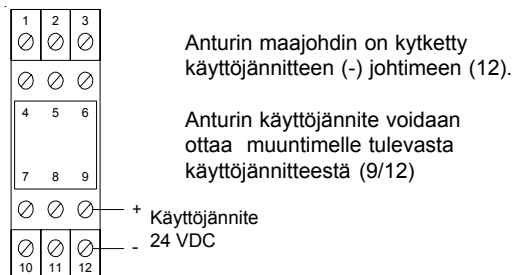 1 2 3
Anturin maajohdin on kytketty
käyttöjännitteen (-) johtimeen (12).
4 5 6
Anturin käyttöjännite voidaan
ottaa muuntimelle tulevasta
käyttöjännitteestä (9/12)
7 8 9
+ Käyttöjännite
- 24 VDC
10 11 12